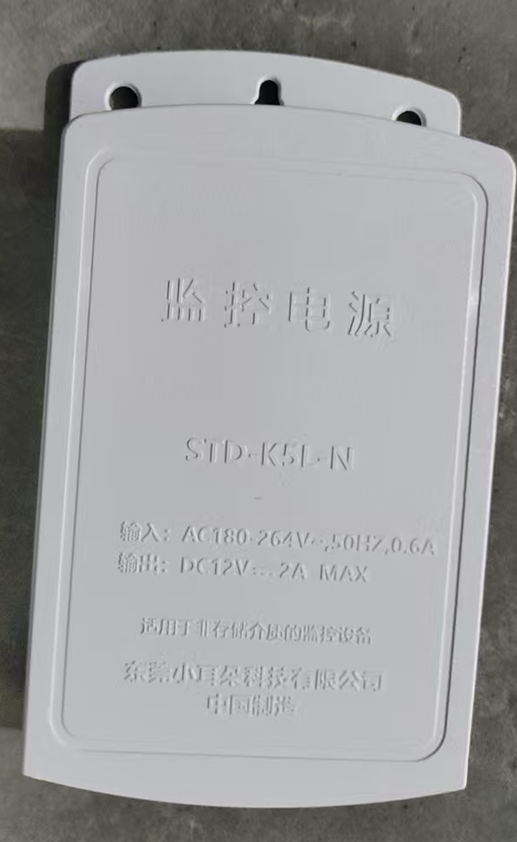 监控电源
STD-K5L-N
输入：AC180-264V~,50HZ,0.6A
输出：DC12V⎓2A MAX
适用于非存储介质的监控设备
东莞小耳朵科技有限公司
中国制造